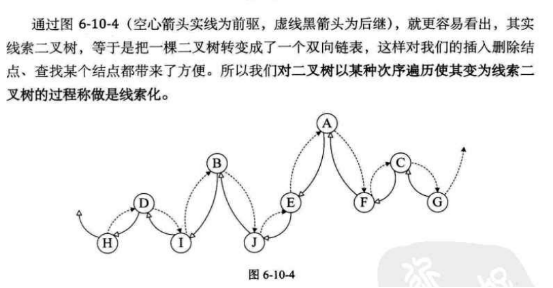 通过图 6-10-4（空心箭头实线为前驱，虚线黑箭头为后继），就更容易看出，其实
线索二叉树，等于是把一棵二叉树转变成了一个双向链表，这样对我们的插入删除结
点、查找某个结点都带来了方便。所以我们对二叉树以某种次序遍历使其变为线索二
叉树的过程称做是线索化。
A
B
C
D
E
F
G
H
I
J
图 6-10-4